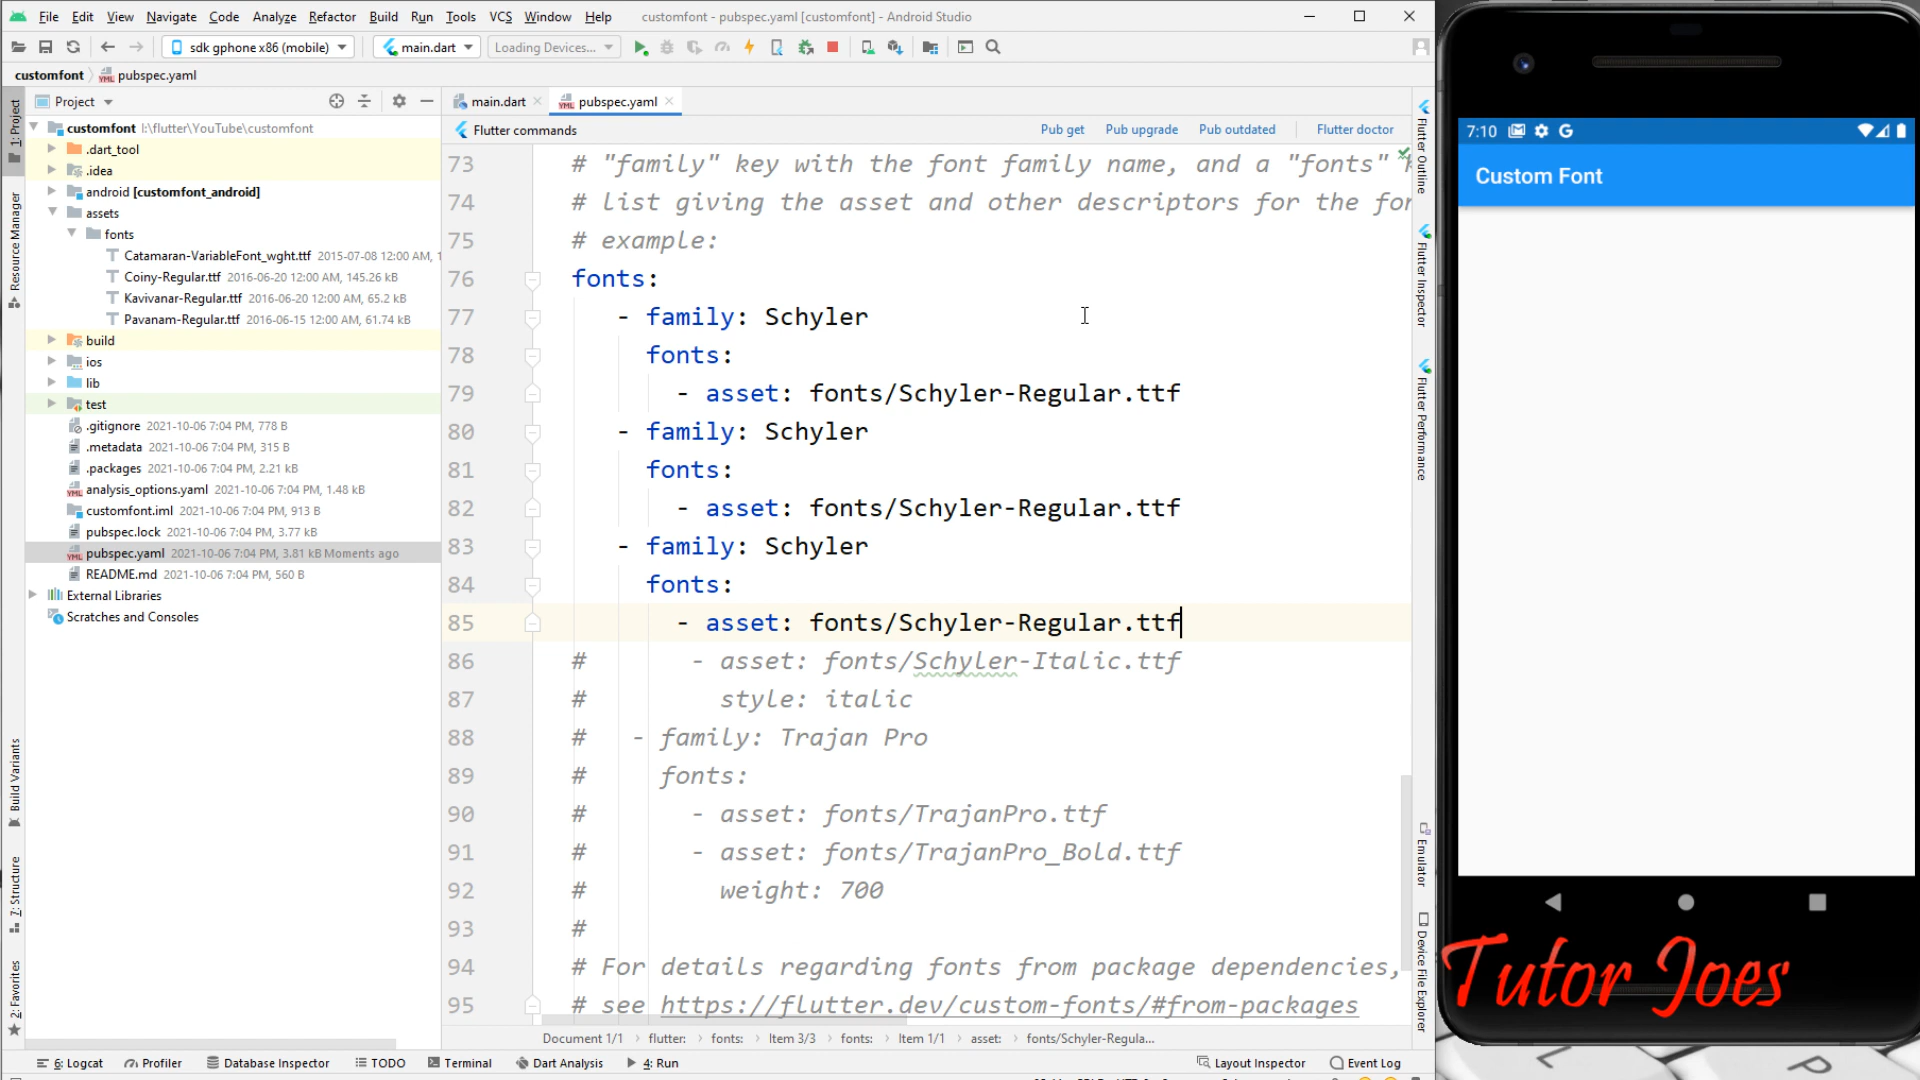 File Edit View Navigate Code Analyze Refactor Build Run Tools VCS Window Help customfont - pubspec.yaml [customfont] - Android Studio
sdk gphone x86 (mobile) main.dart Loading Devices...
customfont pubspec.yaml
Project
main.dart pubspec.yaml
Flutter commands Pub get Pub upgrade Pub outdated Flutter doctor
customfont I:\flutter\YouTube\customfont
.dart_tool
.idea
android [customfont_android]
assets
fonts
Catamaran-VariableFont_wght.ttf 2015-07-08 12:00 AM, 1
Coiny-Regular.ttf 2016-06-20 12:00 AM, 145.26 kB
Kavivanar-Regular.ttf 2016-06-20 12:00 AM, 65.2 kB
Pavanam-Regular.ttf 2016-06-15 12:00 AM, 61.74 kB
build
ios
lib
test
.gitignore 2021-10-06 7:04 PM, 778 B
.metadata 2021-10-06 7:04 PM, 315 B
.packages 2021-10-06 7:04 PM, 2.21 kB
analysis_options.yaml 2021-10-06 7:04 PM, 1.48 kB
customfont.iml 2021-10-06 7:04 PM, 913 B
pubspec.lock 2021-10-06 7:04 PM, 3.77 kB
pubspec.yaml 2021-10-06 7:04 PM, 3.81 kB Moments ago
README.md 2021-10-06 7:04 PM, 560 B
External Libraries
Scratches and Consoles
1: Project
Resource Manager
Build Variants
7: Structure
2: Favorites
73 # "family" key with the font family name, and a "fonts"
74 # list giving the asset and other descriptors for the fon
75 # example:
76 fonts:
77 - family: Schyler
78 fonts:
79 - asset: fonts/Schyler-Regular.ttf
80 - family: Schyler
81 fonts:
82 - asset: fonts/Schyler-Regular.ttf
83 - family: Schyler
84 fonts:
85 - asset: fonts/Schyler-Regular.ttf
86 # - asset: fonts/Schyler-Italic.ttf
87 # style: italic
88 # - family: Trajan Pro
89 # fonts:
90 # - asset: fonts/TrajanPro.ttf
91 # - asset: fonts/TrajanPro_Bold.ttf
92 # weight: 700
93 #
94 # For details regarding fonts from package dependencies,
95 # see https://flutter.dev/custom-fonts/#from-packages
Document 1/1 flutter: fonts: Item 3/3 fonts: Item 1/1 asset: fonts/Schyler-Regula...
Flutter Outline
Flutter Inspector
Flutter Performance
Emulator
Device File Explorer
6: Logcat Profiler Database Inspector TODO Terminal Dart Analysis 4: Run Layout Inspector Event Log
7:10 G
Custom Font
Tutor Joes